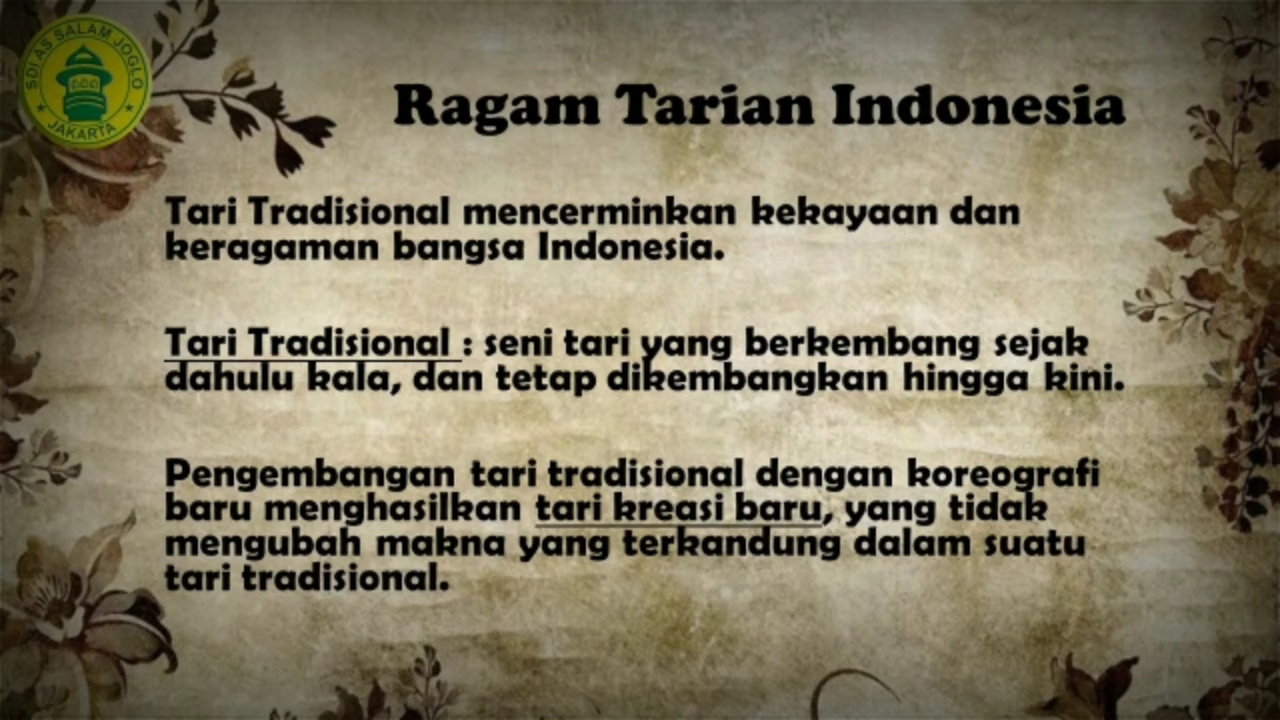 SDI AS SALAM JOGLO
JAKARTA
Ragam Tarian Indonesia
Tari Tradisional mencerminkan kekayaan dan
keragaman bangsa Indonesia.
Tari Tradisional : seni tari yang berkembang sejak
dahulu kala, dan tetap dikembangkan hingga kini.
Pengembangan tari tradisional dengan koreografi
baru menghasilkan tari kreasi baru, yang tidak
mengubah makna yang terkandung dalam suatu
tari tradisional.